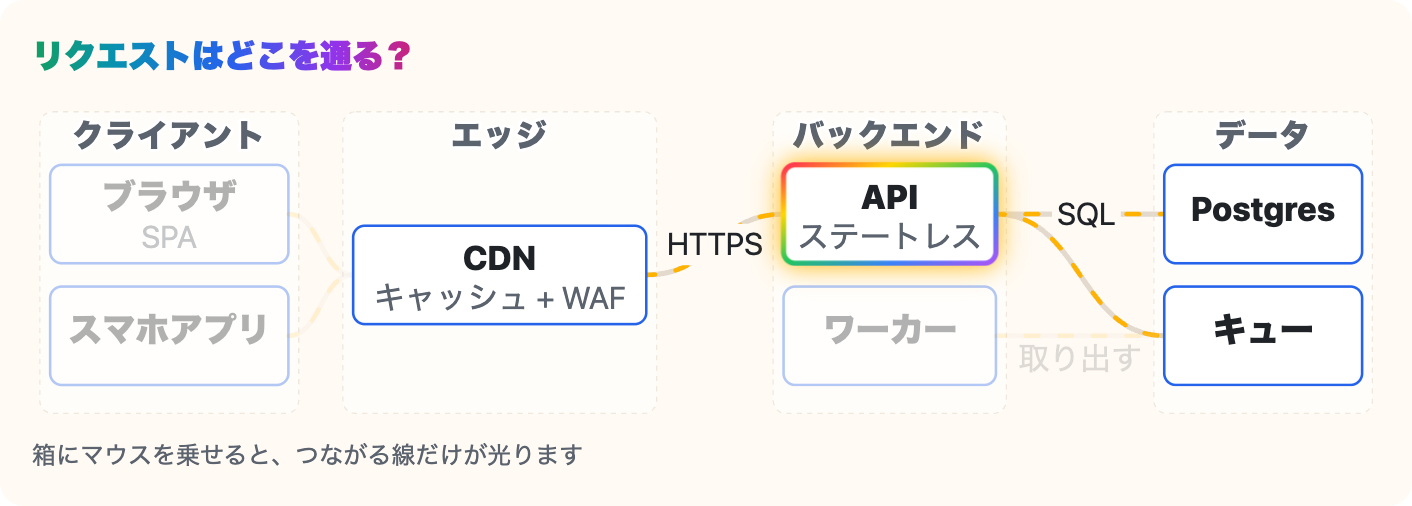 リクエストはどこを通る？
クライアント
ブラウザ
SPA
スマホアプリ
エッジ
CDN
キャッシュ + WAF
HTTPS
バックエンド
API
ステートレス
ワーカー
SQL
取り出す
データ
Postgres
キュー
箱にマウスを乗せると、つながる線だけが光ります